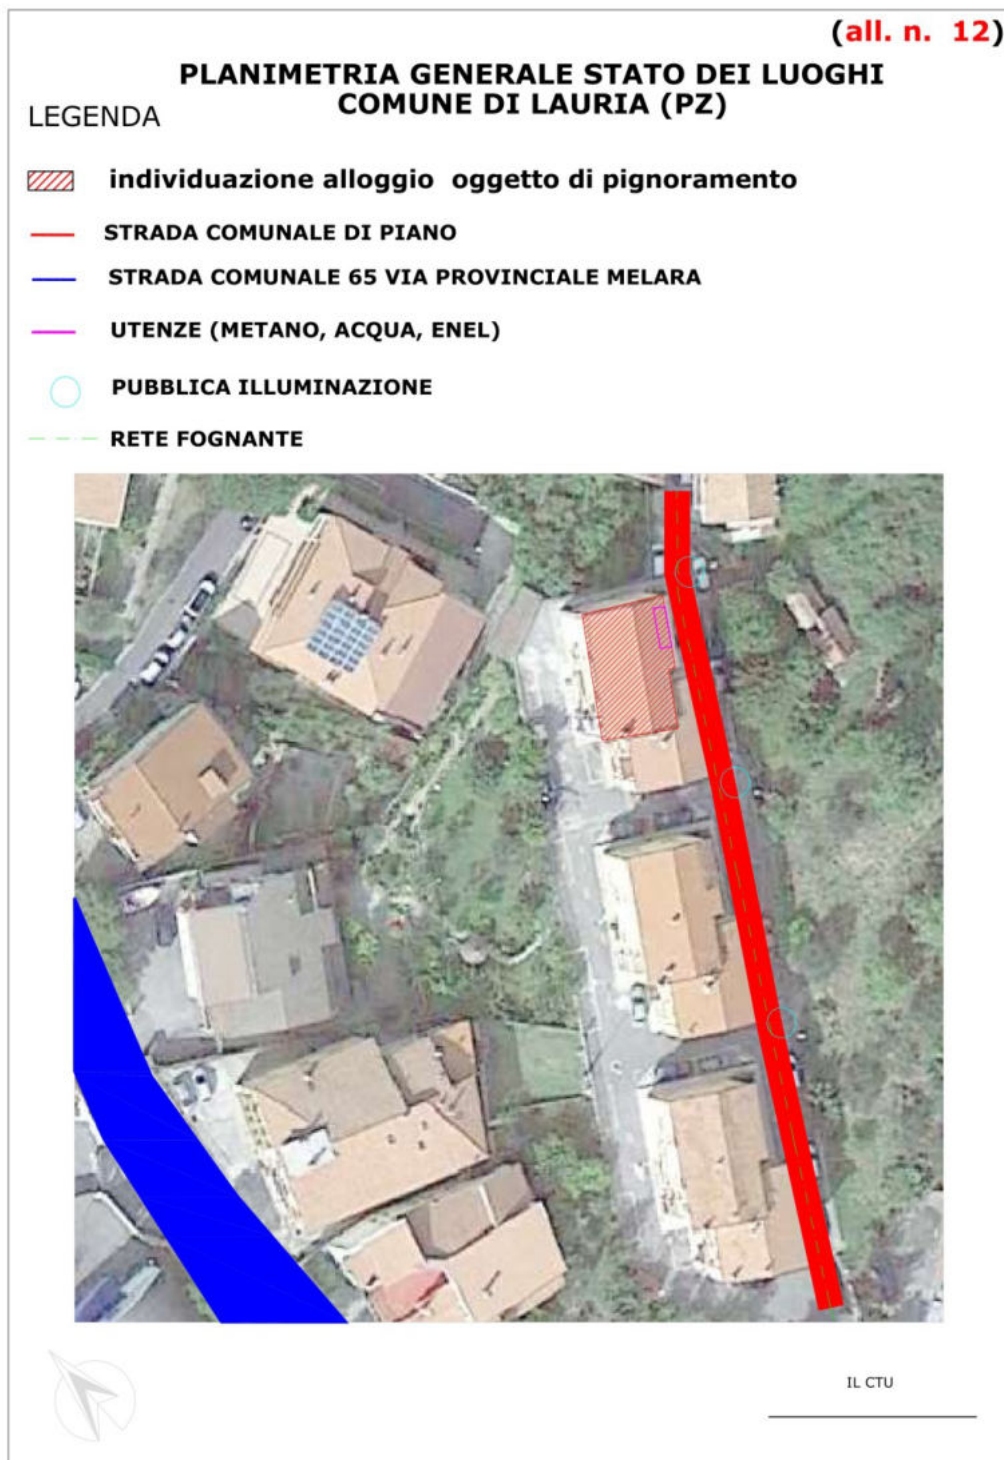 (all. n. 12)
PLANIMETRIA GENERALE STATO DEI LUOGHI
COMUNE DI LAURIA (PZ)
LEGENDA
individuazione alloggio oggetto di pignoramento
STRADA COMUNALE DI PIANO
STRADA COMUNALE 65 VIA PROVINCIALE MELARA
UTENZE (METANO, ACQUA, ENEL)
PUBBLICA ILLUMINAZIONE
RETE FOGNANTE
IL CTU